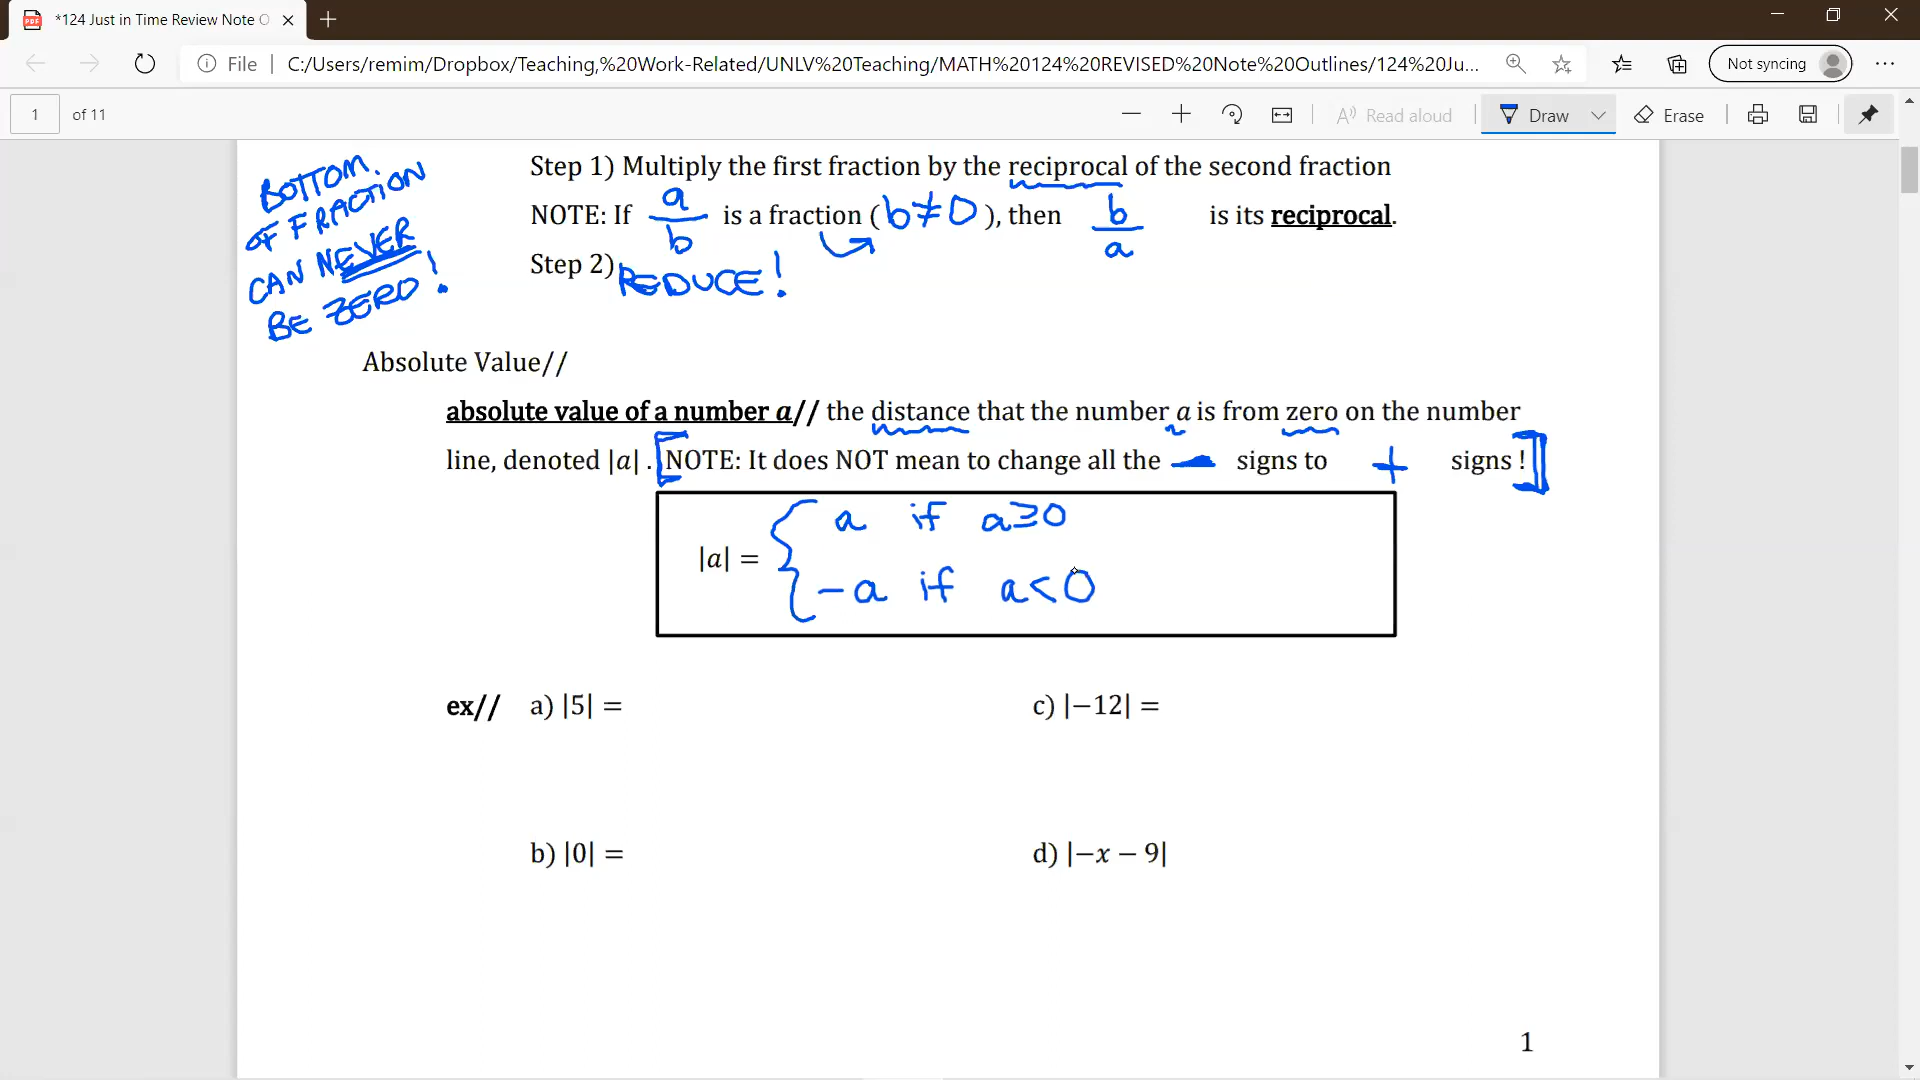 *124 Just in Time Review Note O
File C:/Users/remim/Dropbox/Teaching,%20Work-Related/UNLV%20Teaching/MATH%20124%20REVISED%20Note%20Outlines/124%20Ju... Not syncing
1 of 11 Read aloud Draw Erase
BOTTOM
OF FRACTION
CAN NEVER
BE ZERO!
Step 1) Multiply the first fraction by the reciprocal of the second fraction
NOTE: If a/b is a fraction (b≠0), then b/a is its reciprocal.
Step 2) REDUCE!
Absolute Value//
absolute value of a number a// the distance that the number a is from zero on the number
line, denoted |a| . [NOTE: It does NOT mean to change all the − signs to + signs !]
|a| = { a if a≥0
-a if a<0
ex// a) |5| = c) |−12| =
b) |0| = d) |−x − 9|
1